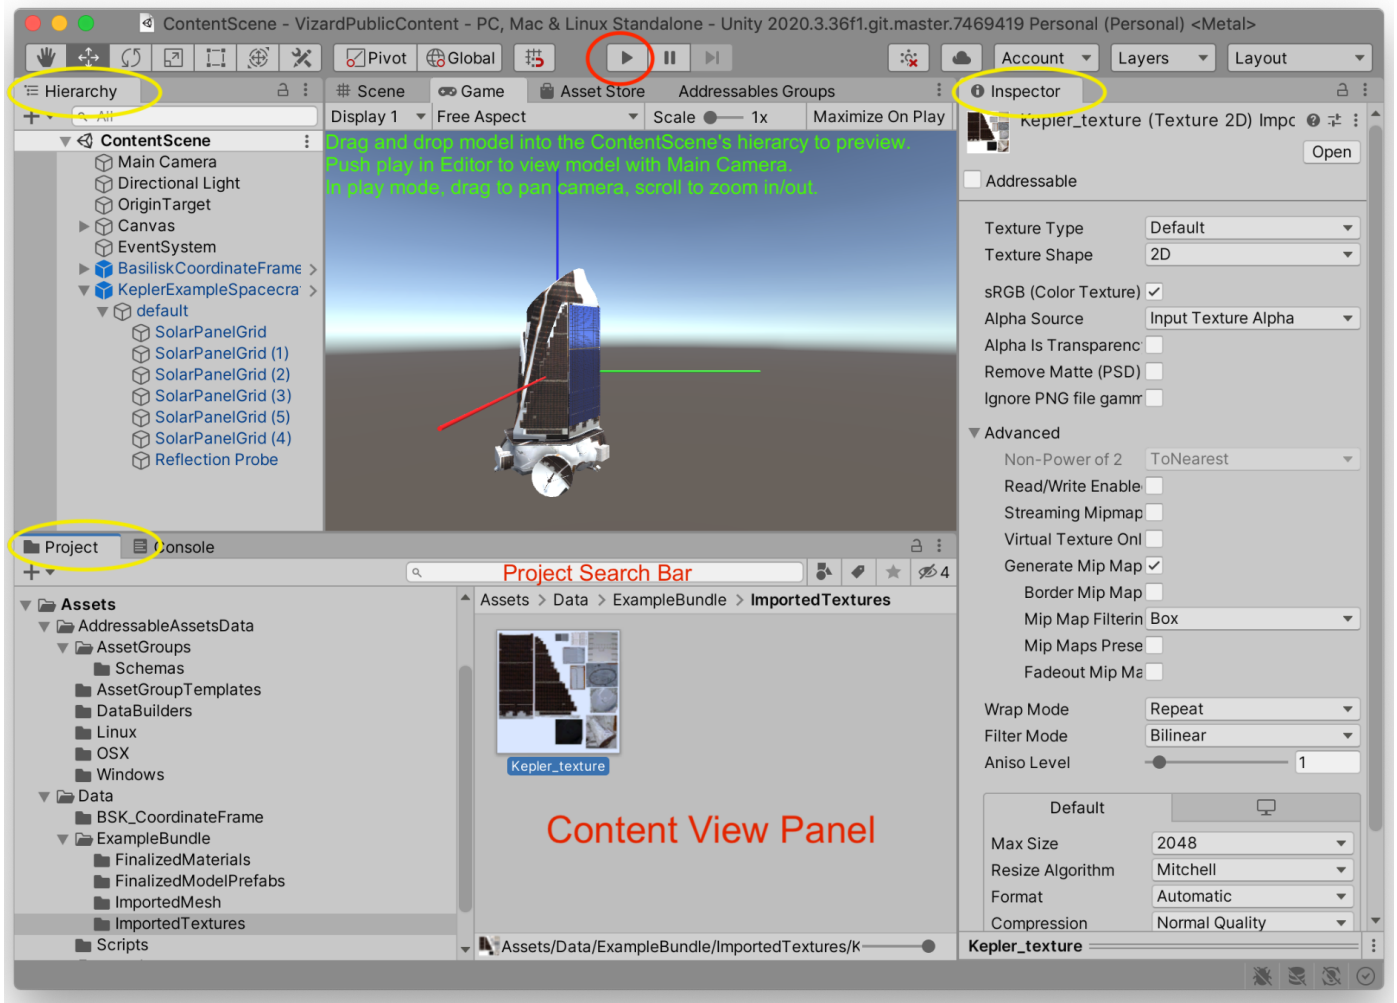 ContentScene - VizardPublicContent - PC, Mac & Linux Standalone - Unity 2020.3.36f1.git.master.7469419 Personal (Personal) <Metal>
Pivot Global Account Layers Layout
Hierarchy
All
ContentScene
Main Camera
Directional Light
OriginTarget
Canvas
EventSystem
BasiliskCoordinateFrame
KeplerExampleSpacecra
default
SolarPanelGrid
SolarPanelGrid (1)
SolarPanelGrid (2)
SolarPanelGrid (3)
SolarPanelGrid (5)
SolarPanelGrid (4)
Reflection Probe
Scene Game Asset Store Addressables Groups
Display 1 Free Aspect Scale 1x Maximize On Play
Drag and drop model into the ContentScene's hierarcy to preview.
Push play in Editor to view model with Main Camera.
In play mode, drag to pan camera, scroll to zoom in/out.
Project Console
Project Search Bar
4
Assets
AddressableAssetsData
AssetGroups
Schemas
AssetGroupTemplates
DataBuilders
Linux
OSX
Windows
Data
BSK_CoordinateFrame
ExampleBundle
FinalizedMaterials
FinalizedModelPrefabs
ImportedMesh
ImportedTextures
Scripts
Assets > Data > ExampleBundle > ImportedTextures
Kepler_texture
Content View Panel
Assets/Data/ExampleBundle/ImportedTextures/K
Inspector
Kepler_texture (Texture 2D) Impc
Open
Addressable
Texture Type Default
Texture Shape 2D
sRGB (Color Texture)
Alpha Source Input Texture Alpha
Alpha Is Transparenc
Remove Matte (PSD)
Ignore PNG file gamm
Advanced
Non-Power of 2 ToNearest
Read/Write Enable
Streaming Mipmap
Virtual Texture Onl
Generate Mip Map
Border Mip Map
Mip Map Filterin Box
Mip Maps Prese
Fadeout Mip Ma
Wrap Mode Repeat
Filter Mode Bilinear
Aniso Level 1
Default
Max Size 2048
Resize Algorithm Mitchell
Format Automatic
Compression Normal Quality
Kepler_texture